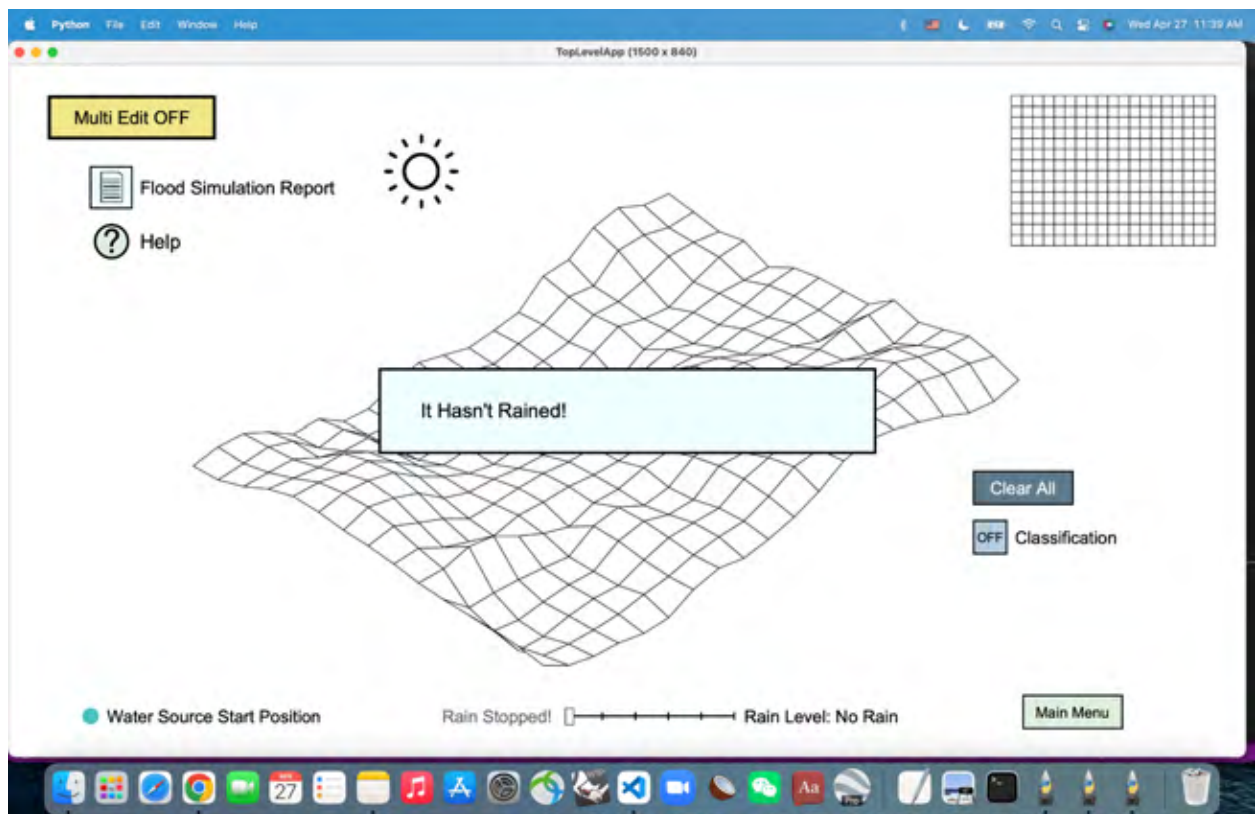 Python File Edit Window Help
Wed Apr 27 11:39 AM
TopLevelApp (1500 x 840)
Multi Edit OFF
Flood Simulation Report
? Help
It Hasn't Rained!
Clear All
OFF Classification
Water Source Start Position
Rain Stopped!
Rain Level: No Rain
Main Menu
27
Aa